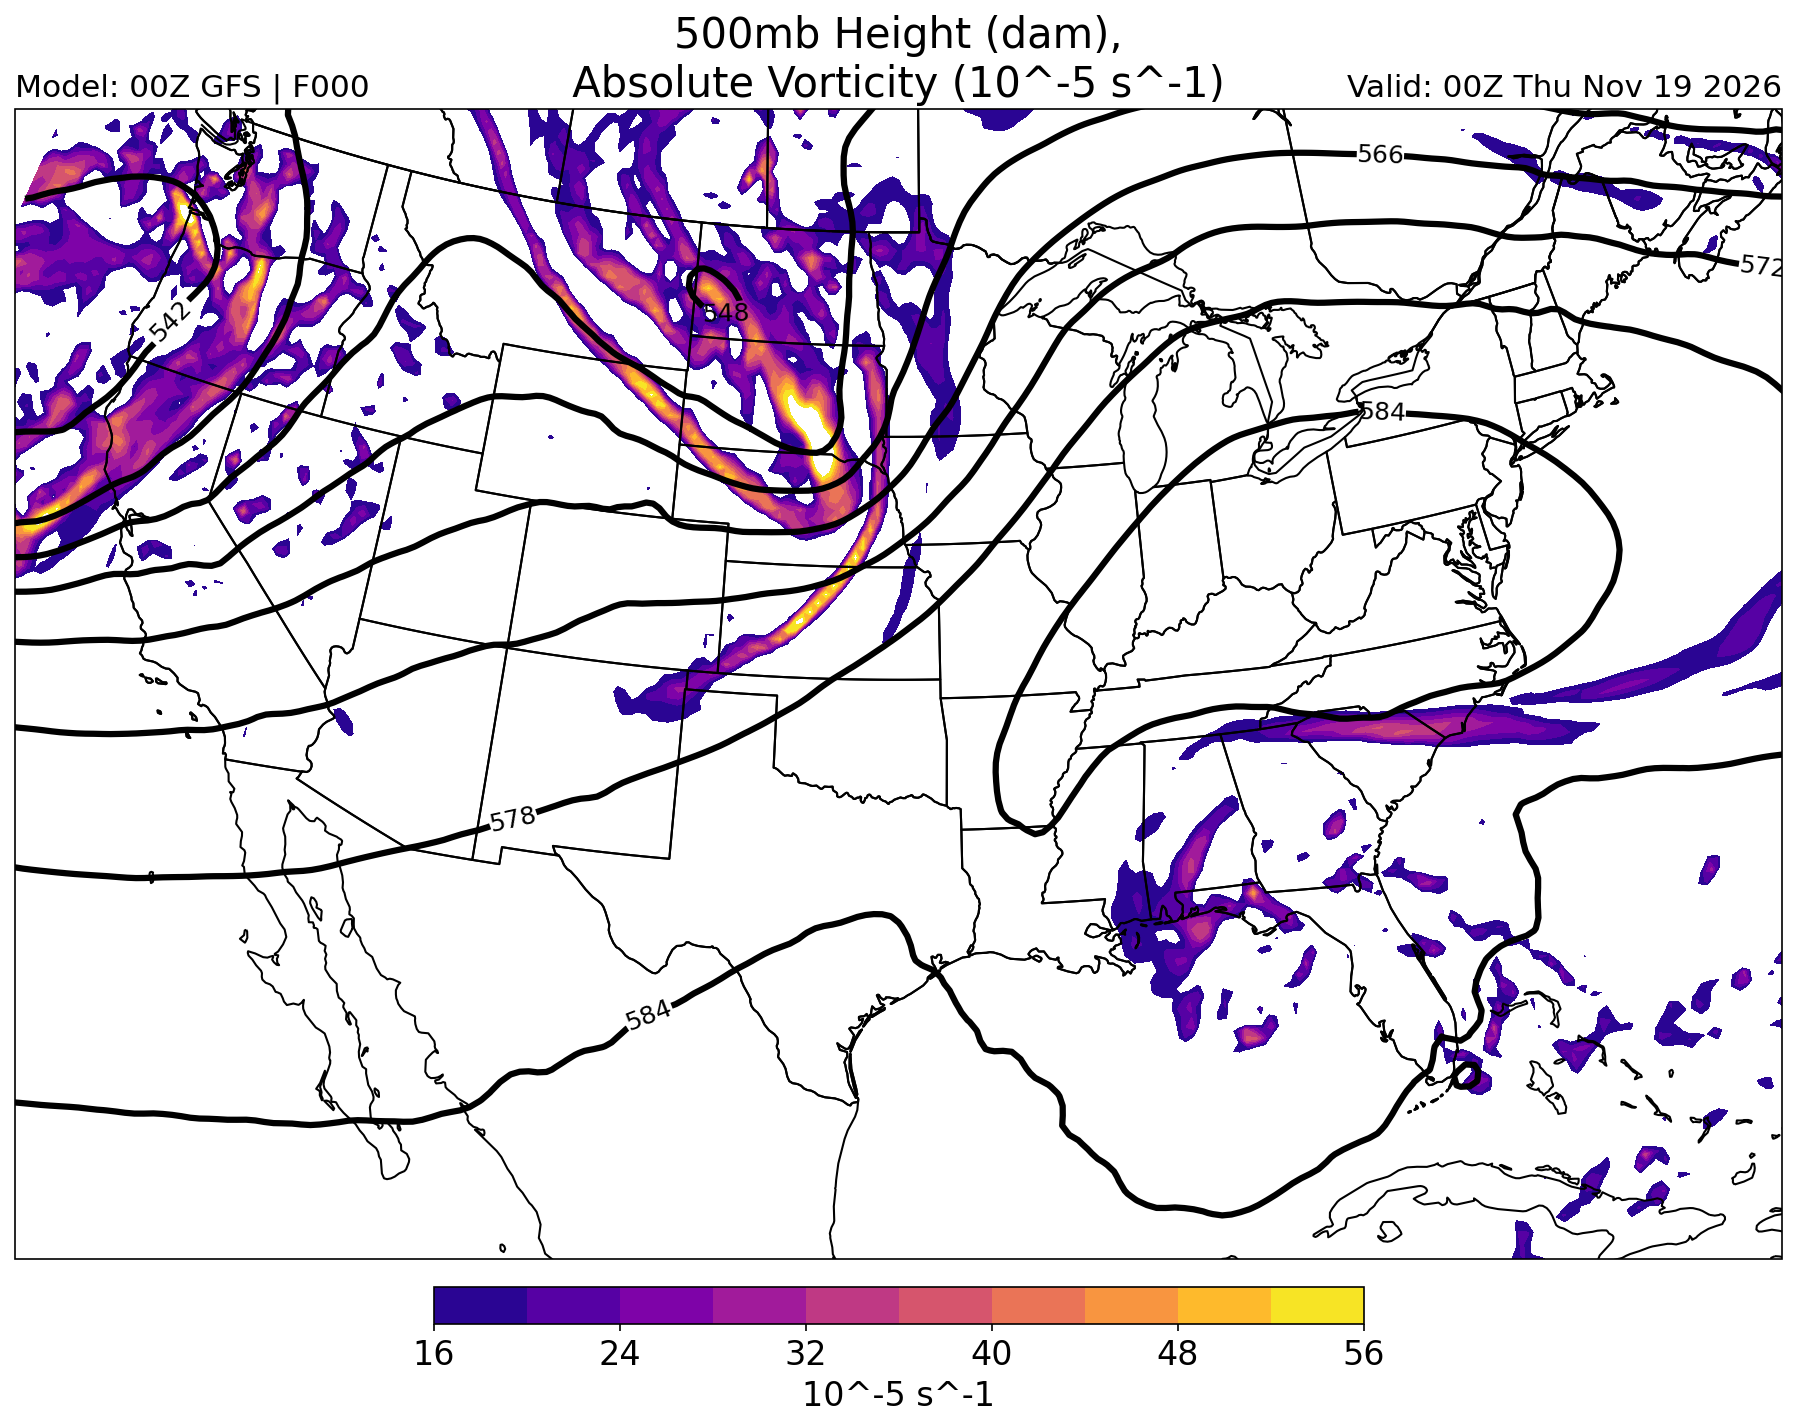 500mb Height (dam),
Model: 00Z GFS | F000
Absolute Vorticity (10^-5 s^-1)
Valid: 00Z Thu Nov 19 2026
566
572
542
548
584
578
584
16 24 32 40 48 56
10^-5 s^-1